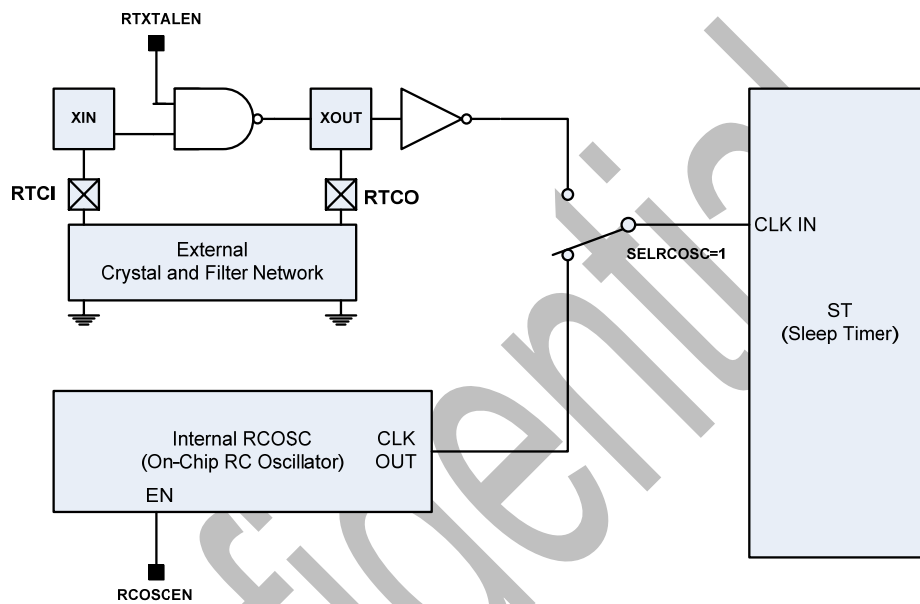 RTXTALEN
XIN
XOUT
RTCI
RTCO
External
Crystal and Filter Network
SELRCOSC=1
CLK IN
ST
(Sleep Timer)
Internal RCOSC
(On-Chip RC Oscillator)
CLK
OUT
EN
RCOSCEN
fidential